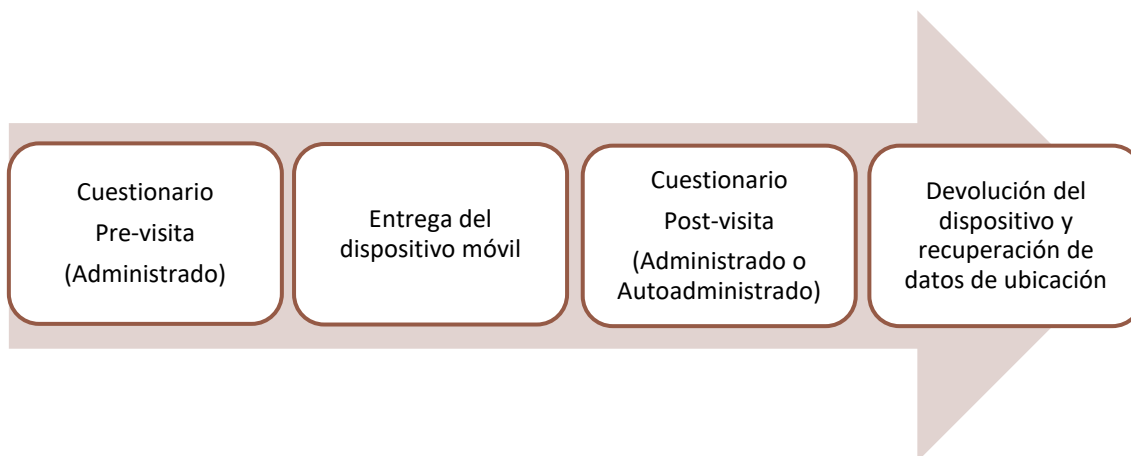 Cuestionario
Pre-visita
(Administrado)
Entrega del
dispositivo móvil
Cuestionario
Post-visita
(Administrado o
Autoadministrado)
Devolución del
dispositivo y
recuperación de
datos de ubicación